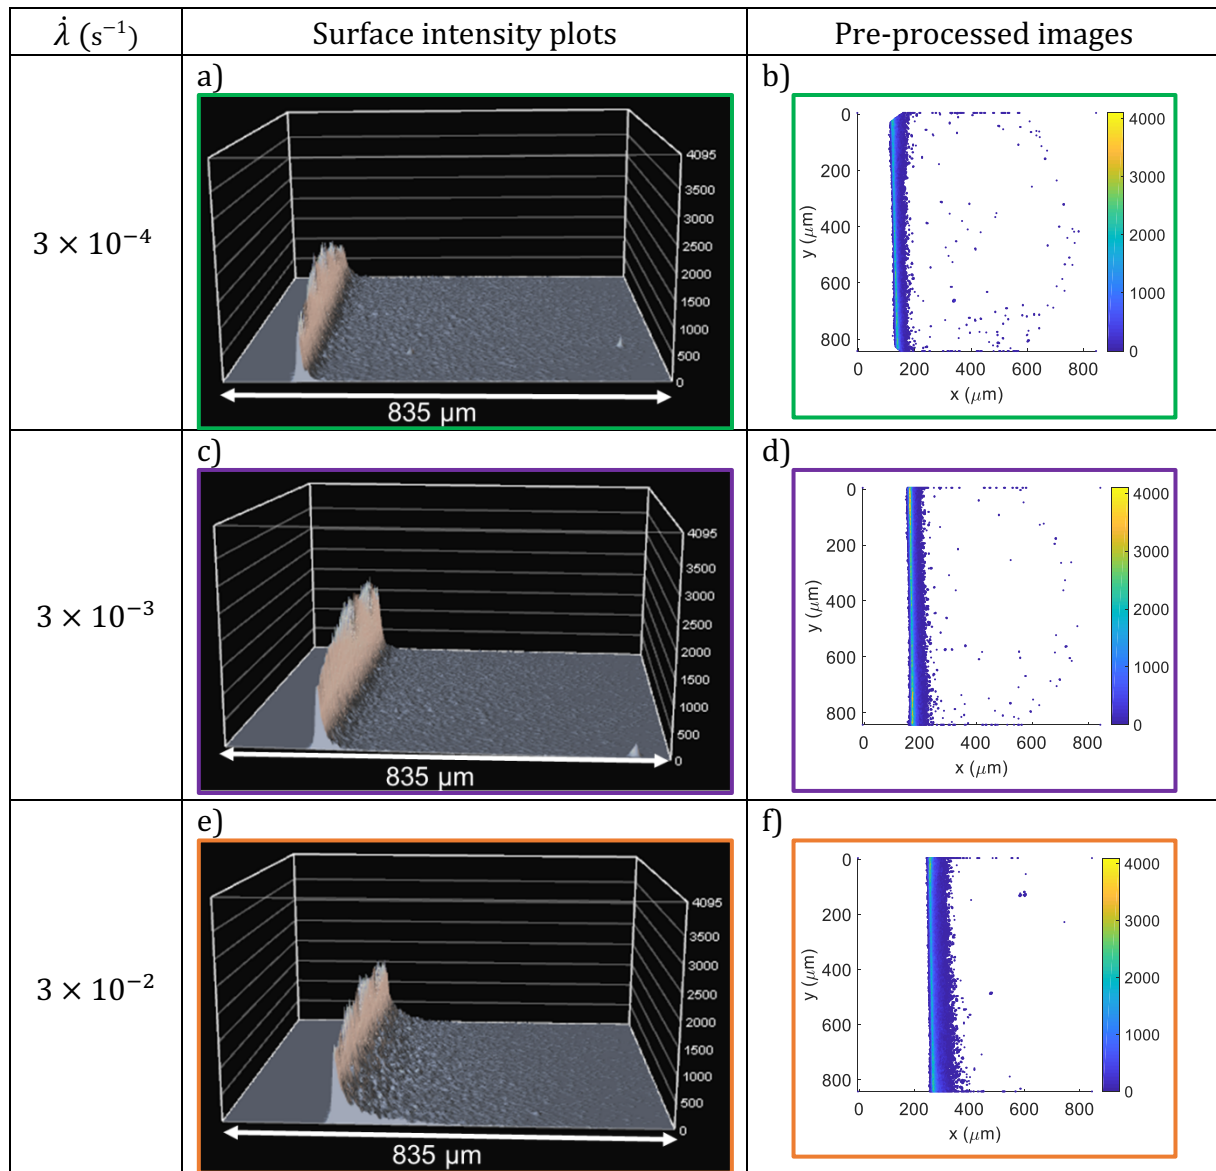 λ̇ (s⁻¹) Surface intensity plots Pre-processed images
3 × 10⁻⁴
a)
4095
3500
3000
2500
2000
1500
1000
500
0
835 µm
b)
0
200
400
600
800
y (μm)
0 200 400 600 800
x (μm)
4000
3000
2000
1000
0
3 × 10⁻³
c)
4095
3500
3000
2500
2000
1500
1000
500
0
835 µm
d)
0
200
400
600
800
y (μm)
0 200 400 600 800
x (μm)
4000
3000
2000
1000
0
3 × 10⁻²
e)
4095
3500
3000
2500
2000
1500
1000
500
0
835 µm
f)
0
200
400
600
800
y (μm)
0 200 400 600 800
x (μm)
4000
3000
2000
1000
0